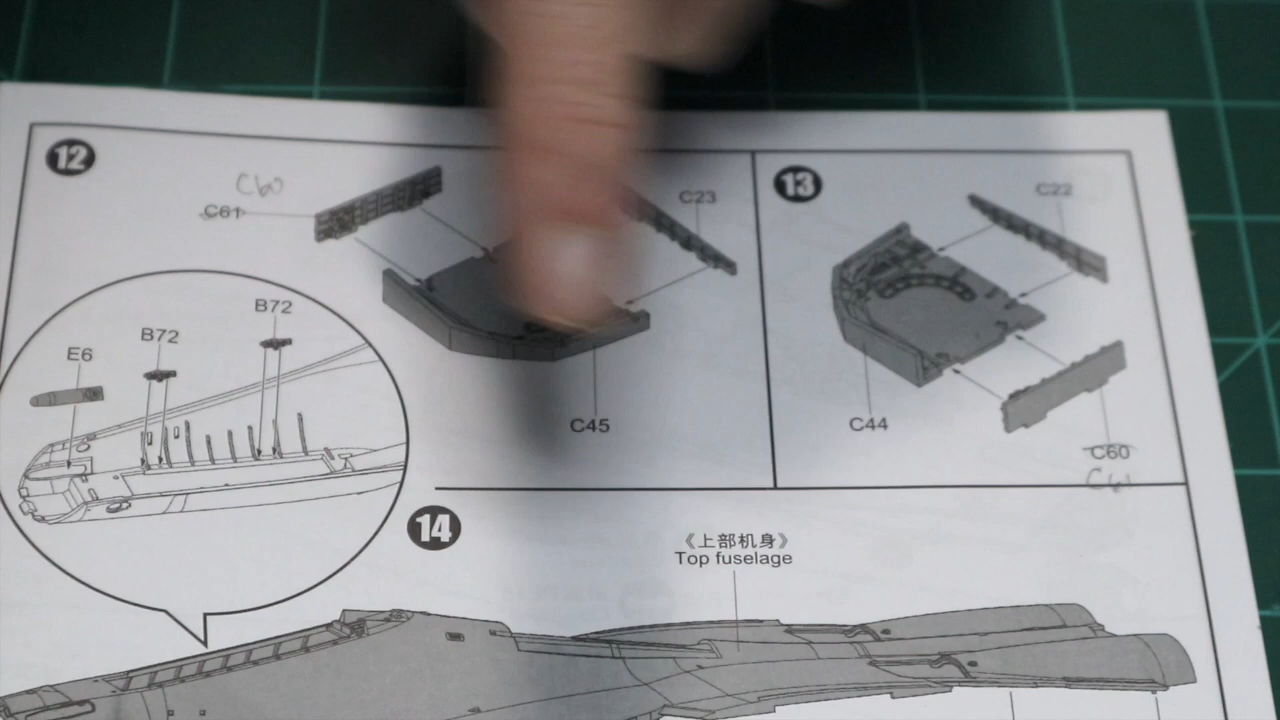 12
C60
C61
C23
C45
E6
B72
B72
13
C22
C44
C60
C61
14
《上部机身》
Top fuselage